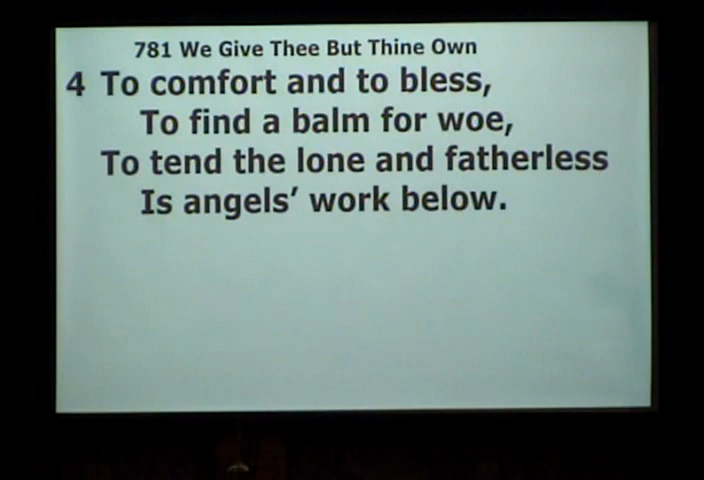 781 We Give Thee But Thine Own
4 To comfort and to bless,
To find a balm for woe,
To tend the lone and fatherless
Is angels’ work below.